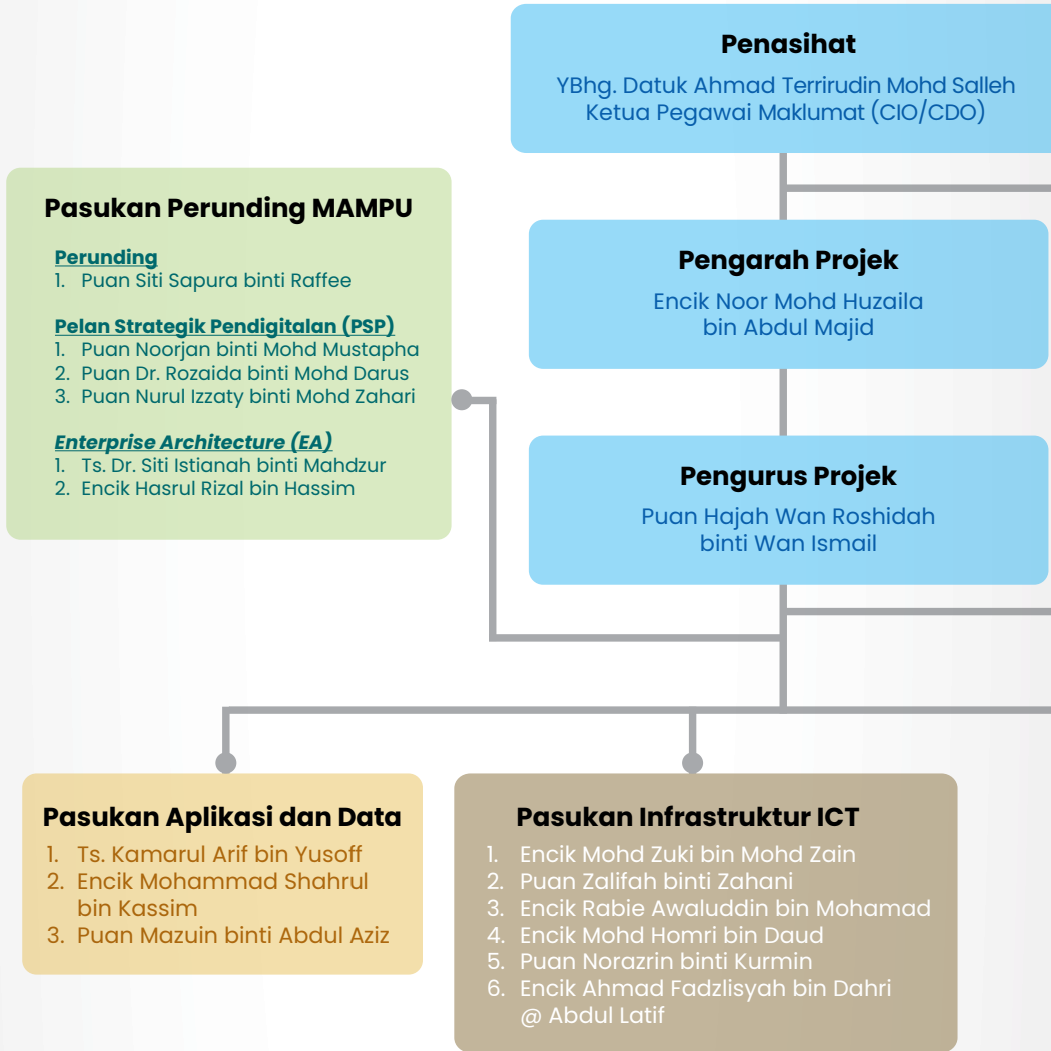 Penasihat
YBhg. Datuk Ahmad Terrirudin Mohd Salleh
Ketua Pegawai Maklumat (CIO/CDO)
Pasukan Perunding MAMPU
Perunding
1. Puan Siti Sapura binti Raffee
Pelan Strategik Pendigitalan (PSP)
1. Puan Noorjan binti Mohd Mustapha
2. Puan Dr. Rozaida binti Mohd Darus
3. Puan Nurul Izzaty binti Mohd Zahari
Enterprise Architecture (EA)
1. Ts. Dr. Siti Istianah binti Mahdzur
2. Encik Hasrul Rizal bin Hassim
Pengarah Projek
Encik Noor Mohd Huzaila
bin Abdul Majid
Pengurus Projek
Puan Hajah Wan Roshidah
binti Wan Ismail
Pasukan Aplikasi dan Data
1. Ts. Kamarul Arif bin Yusoff
2. Encik Mohammad Shahrul
bin Kassim
3. Puan Mazuin binti Abdul Aziz
Pasukan Infrastruktur ICT
1. Encik Mohd Zuki bin Mohd Zain
2. Puan Zalifah binti Zahani
3. Encik Rabie Awaluddin bin Mohamad
4. Encik Mohd Homri bin Daud
5. Puan Norazrin binti Kurmin
6. Encik Ahmad Fadzlisyah bin Dahri
@ Abdul Latif